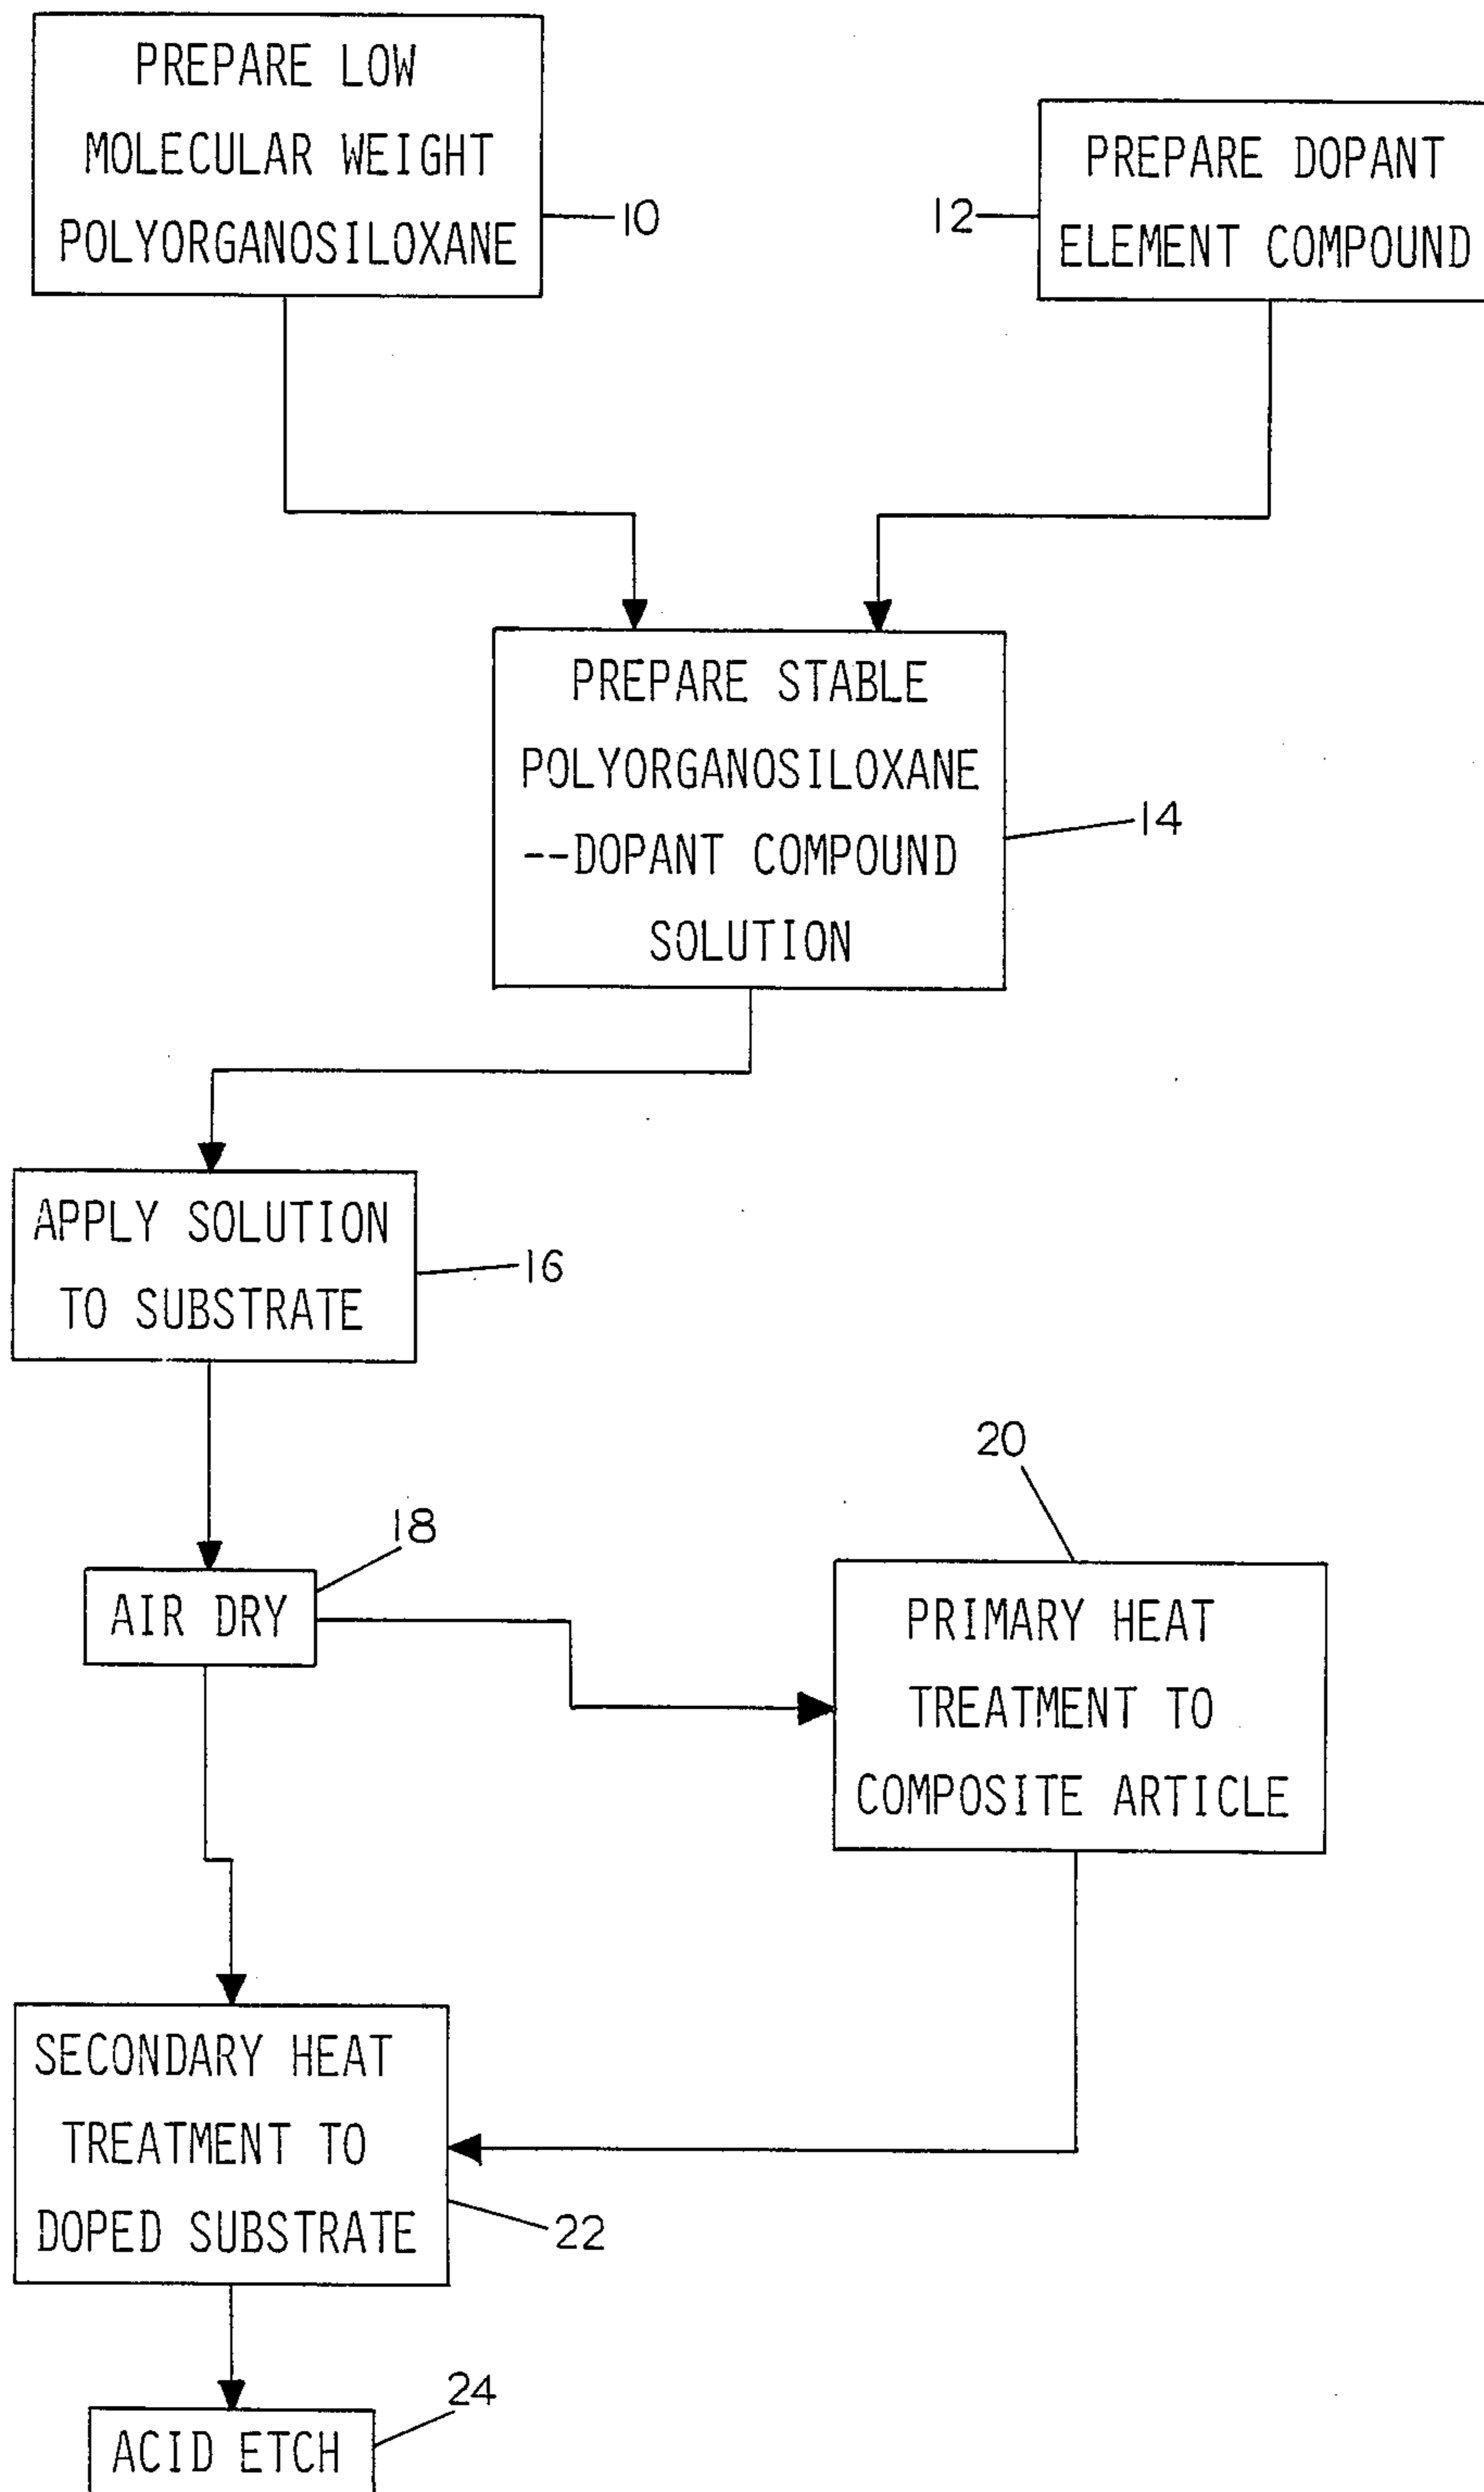 PREPARE LOW
MOLECULAR WEIGHT
POLYORGANOSILOXANE
10
PREPARE DOPANT
ELEMENT COMPOUND
12
PREPARE STABLE
POLYORGANOSILOXANE
--DOPANT COMPOUND
SOLUTION
14
APPLY SOLUTION
TO SUBSTRATE
16
AIR DRY
18
20
PRIMARY HEAT
TREATMENT TO
COMPOSITE ARTICLE
SECONDARY HEAT
TREATMENT TO
DOPED SUBSTRATE
22
ACID ETCH
24